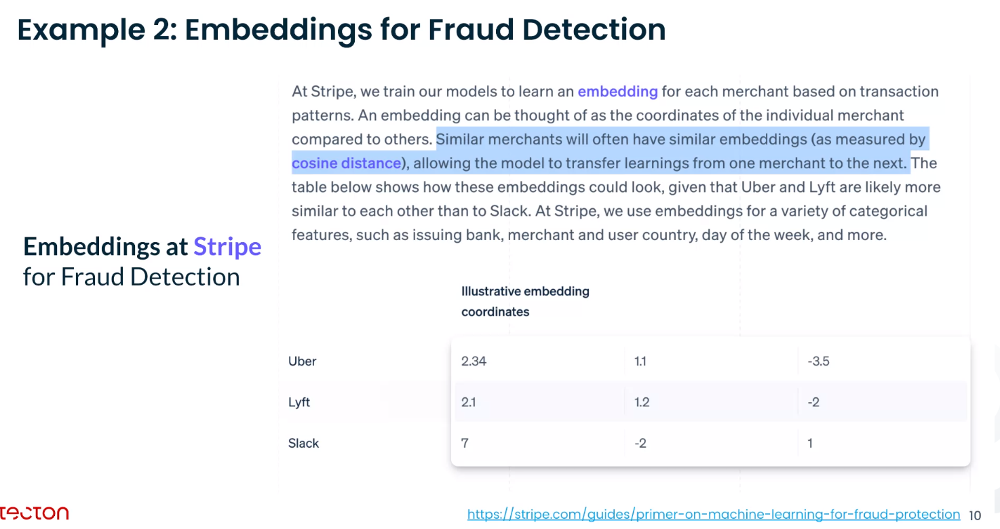 Example 2: Embeddings for Fraud Detection
At Stripe, we train our models to learn an embedding for each merchant based on transaction
patterns. An embedding can be thought of as the coordinates of the individual merchant
compared to others. Similar merchants will often have similar embeddings (as measured by
cosine distance), allowing the model to transfer learnings from one merchant to the next. The
table below shows how these embeddings could look, given that Uber and Lyft are likely more
similar to each other than to Slack. At Stripe, we use embeddings for a variety of categorical
features, such as issuing bank, merchant and user country, day of the week, and more.
Embeddings at Stripe
for Fraud Detection
Illustrative embedding
coordinates
Uber 2.34 1.1 -3.5
Lyft 2.1 1.2 -2
Slack 7 -2 1
tecton
https://stripe.com/guides/primer-on-machine-learning-for-fraud-protection 10